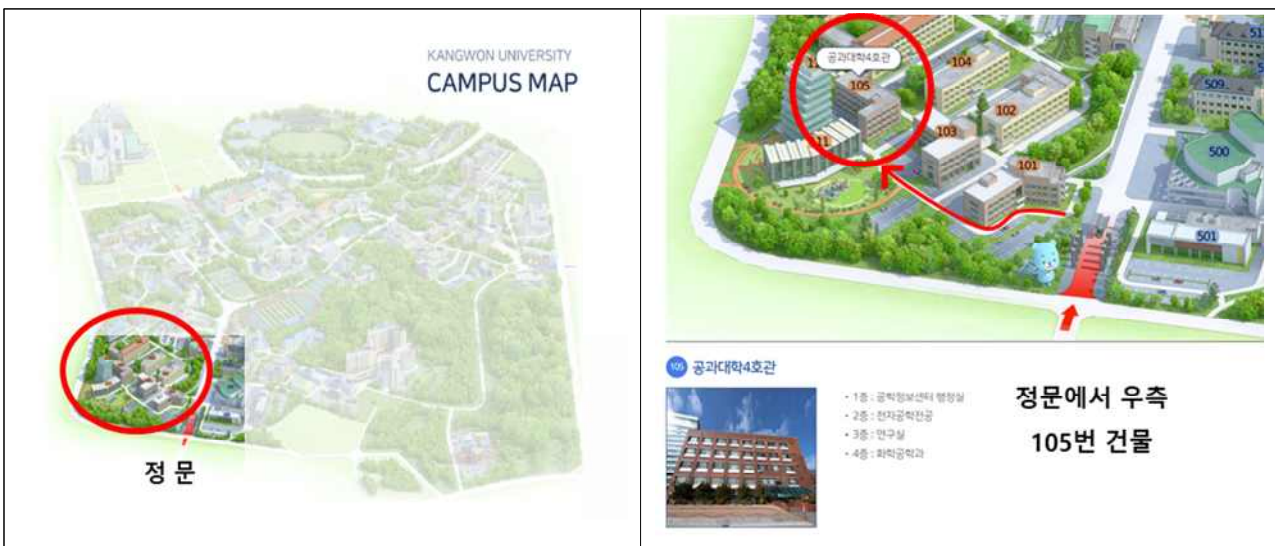 KANGWON UNIVERSITY
CAMPUS MAP
정 문
공과대학4호관
105
104
102
103
101
111
509
500
501
105 공과대학4호관
• 1층 : 공학정보센터 행정실
• 2층 : 전자공학전공
• 3층 : 연구실
• 4층 : 화학공학과
정문에서 우측
105번 건물